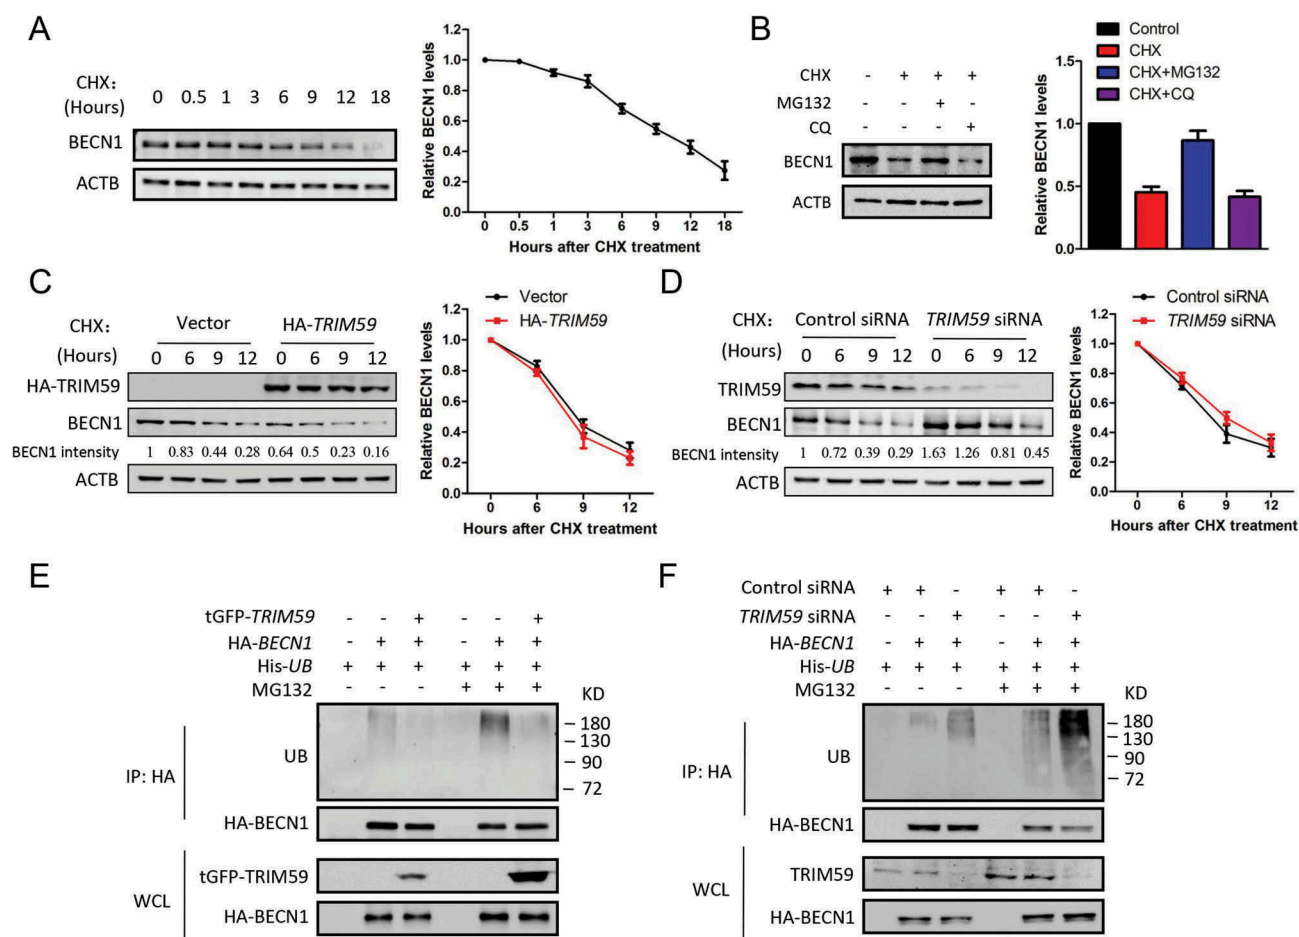 A
CHX:
(Hours)
0 0.5 1 3 6 9 12 18
BECN1
ACTB
Relative BECN1 levels
1.2
1.0
0.8
0.6
0.4
0.2
0.0
0 0.5 1 3 6 9 12 18
Hours after CHX treatment
B
CHX - + + +
MG132 - - + -
CQ - - - +
BECN1
ACTB
Control
CHX
CHX+MG132
CHX+CQ
Relative BECN1 levels
1.5
1.0
0.5
0.0
C
CHX:
(Hours)
Vector HA-TRIM59
0 6 9 12 0 6 9 12
HA-TRIM59
BECN1
BECN1 intensity 1 0.83 0.44 0.28 0.64 0.5 0.23 0.16
ACTB
Vector
HA-TRIM59
Relative BECN1 levels
1.2
1.0
0.8
0.6
0.4
0.2
0.0
0 6 9 12
Hours after CHX treatment
D
CHX:
(Hours)
Control siRNA TRIM59 siRNA
0 6 9 12 0 6 9 12
TRIM59
BECN1
BECN1 intensity 1 0.72 0.39 0.29 1.63 1.26 0.81 0.45
ACTB
Control siRNA
TRIM59 siRNA
Relative BECN1 levels
1.2
1.0
0.8
0.6
0.4
0.2
0.0
0 6 9 12
Hours after CHX treatment
E
tGFP-TRIM59 - - + - - +
HA-BECN1 - + + - + +
His-UB + + + + + +
MG132 - - - + + +
KD
IP: HA
UB
180
130
90
72
HA-BECN1
WCL
tGFP-TRIM59
HA-BECN1
F
Control siRNA + + - + + -
TRIM59 siRNA - - + - - +
HA-BECN1 - + + - + +
His-UB + + + + + +
MG132 - - - + + +
KD
IP: HA
UB
180
130
90
72
HA-BECN1
WCL
TRIM59
HA-BECN1